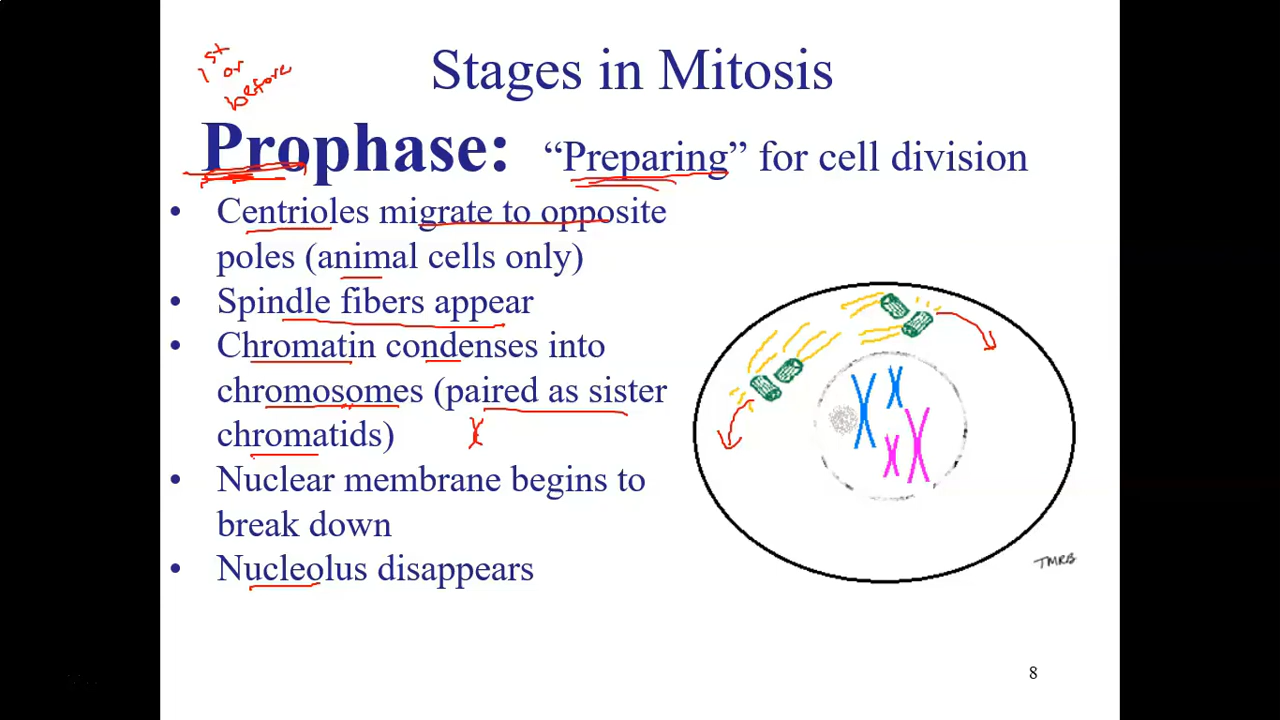 1st or
before
Stages in Mitosis
Prophase: “Preparing” for cell division
• Centrioles migrate to opposite
poles (animal cells only)
• Spindle fibers appear
• Chromatin condenses into
chromosomes (paired as sister
chromatids)
• Nuclear membrane begins to
break down
• Nucleolus disappears
TMRB
8